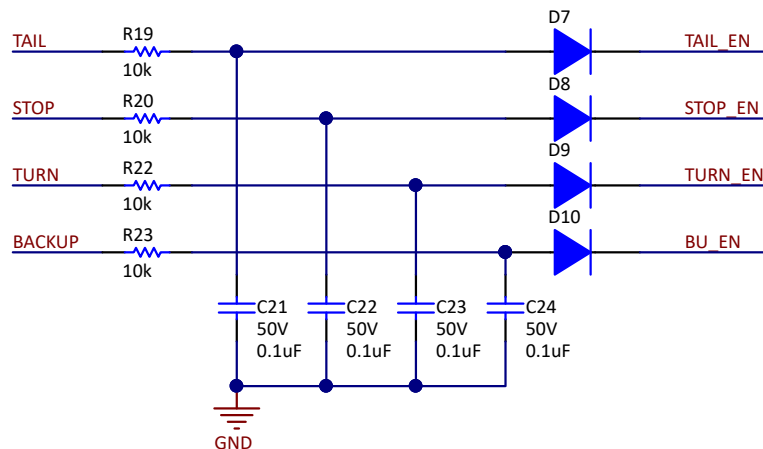 D7
TAIL
R19
10k
TAIL_EN
D8
STOP
R20
10k
STOP_EN
D9
TURN
R22
10k
TURN_EN
D10
BACKUP
R23
10k
BU_EN
C21
50V
0.1uF
C22
50V
0.1uF
C23
50V
0.1uF
C24
50V
0.1uF
GND